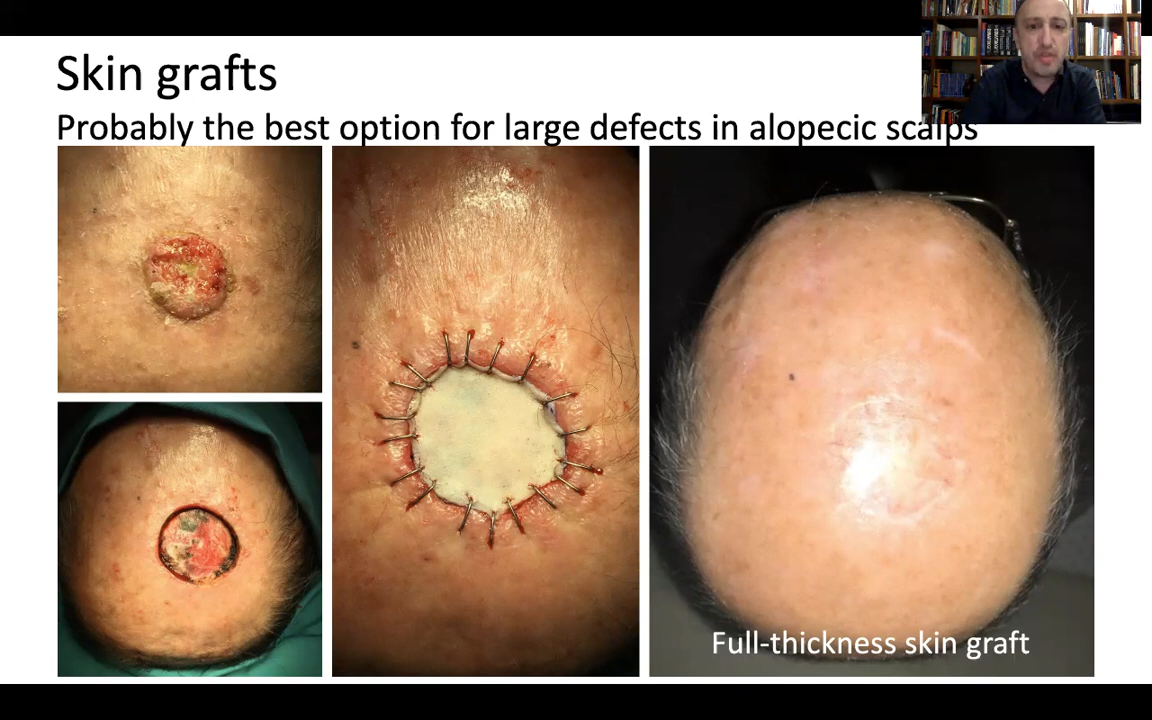 Skin grafts
Probably the best option for large defects in alopecic scalps
Full-thickness skin graft